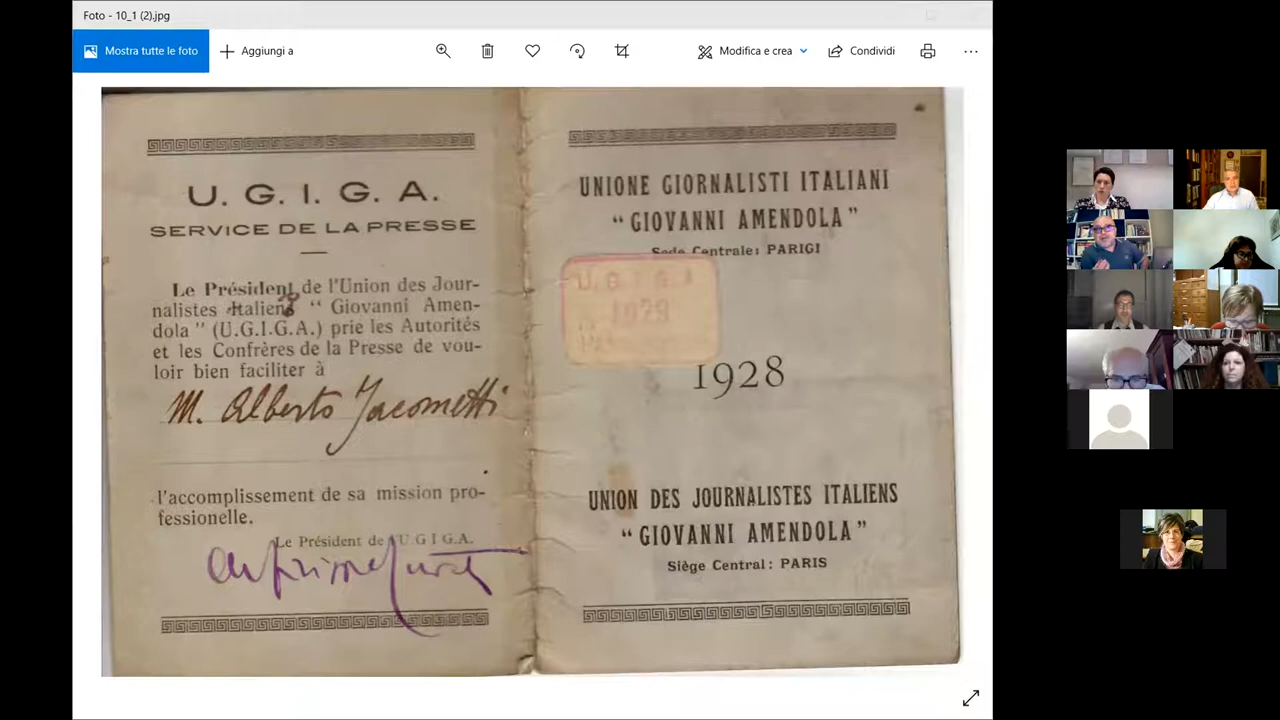 Foto - 10_1 (2).jpg
Mostra tutte le foto
Aggiungi a
Modifica e crea
Condividi
U. G. I. G. A.
SERVICE DE LA PRESSE
Le Président de l'Union des Jour-
nalistes Italiens “ Giovanni Amen-
dola ” (U.G.I.G.A.) prie les Autorités
et les Confrères de la Presse de vou-
loir bien faciliter à
M. Alberto Jacometti
l'accomplissement de sa mission pro-
fessionelle.
Le Président de l'U.G I G.A.
UNIONE GIORNALISTI ITALIANI
“ GIOVANNI AMENDOLA ”
Sede Centrale: PARIGI
U. G I G A
1929
1928
UNION DES JOURNALISTES ITALIENS
“ GIOVANNI AMENDOLA ”
Siège Central: PARIS